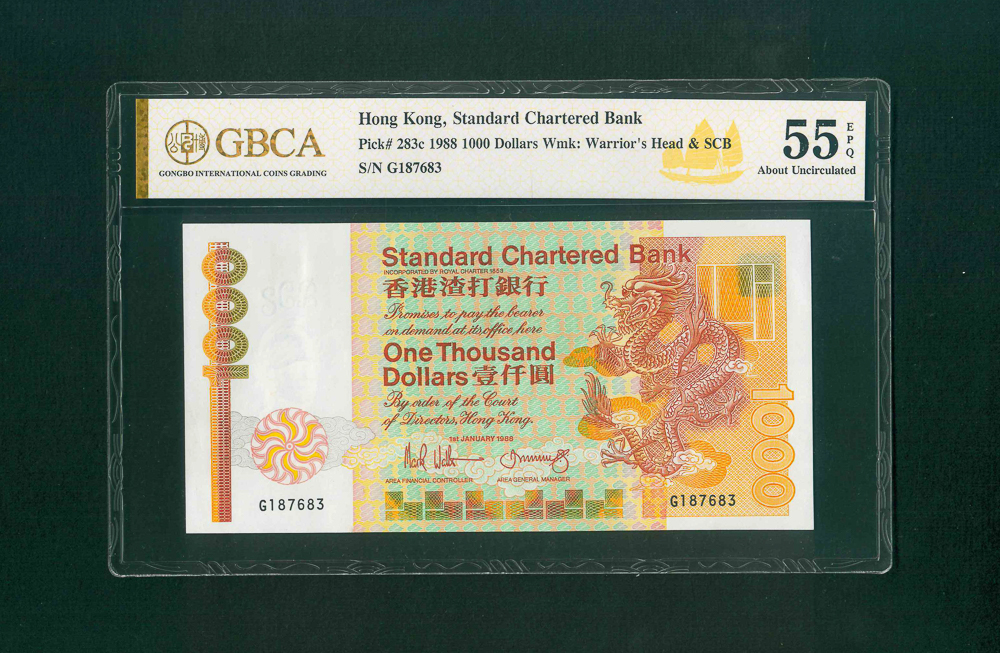 GBCA
GONGBO INTERNATIONAL COINS GRADING
Hong Kong, Standard Chartered Bank
Pick# 283c 1988 1000 Dollars Wmk: Warrior's Head & SCB
S/N G187683
55
EPQ
About Uncirculated
1000
Standard Chartered Bank
INCORPORATED BY ROYAL CHARTER 1853
香港渣打銀行
Promises to pay the bearer
on demand at its office here
One Thousand
Dollars 壹仟圓
By order of the Court
of Directors, Hong Kong.
1st JANUARY 1988
AREA FINANCIAL CONTROLLER
AREA GENERAL MANAGER
G187683
G187683
1000